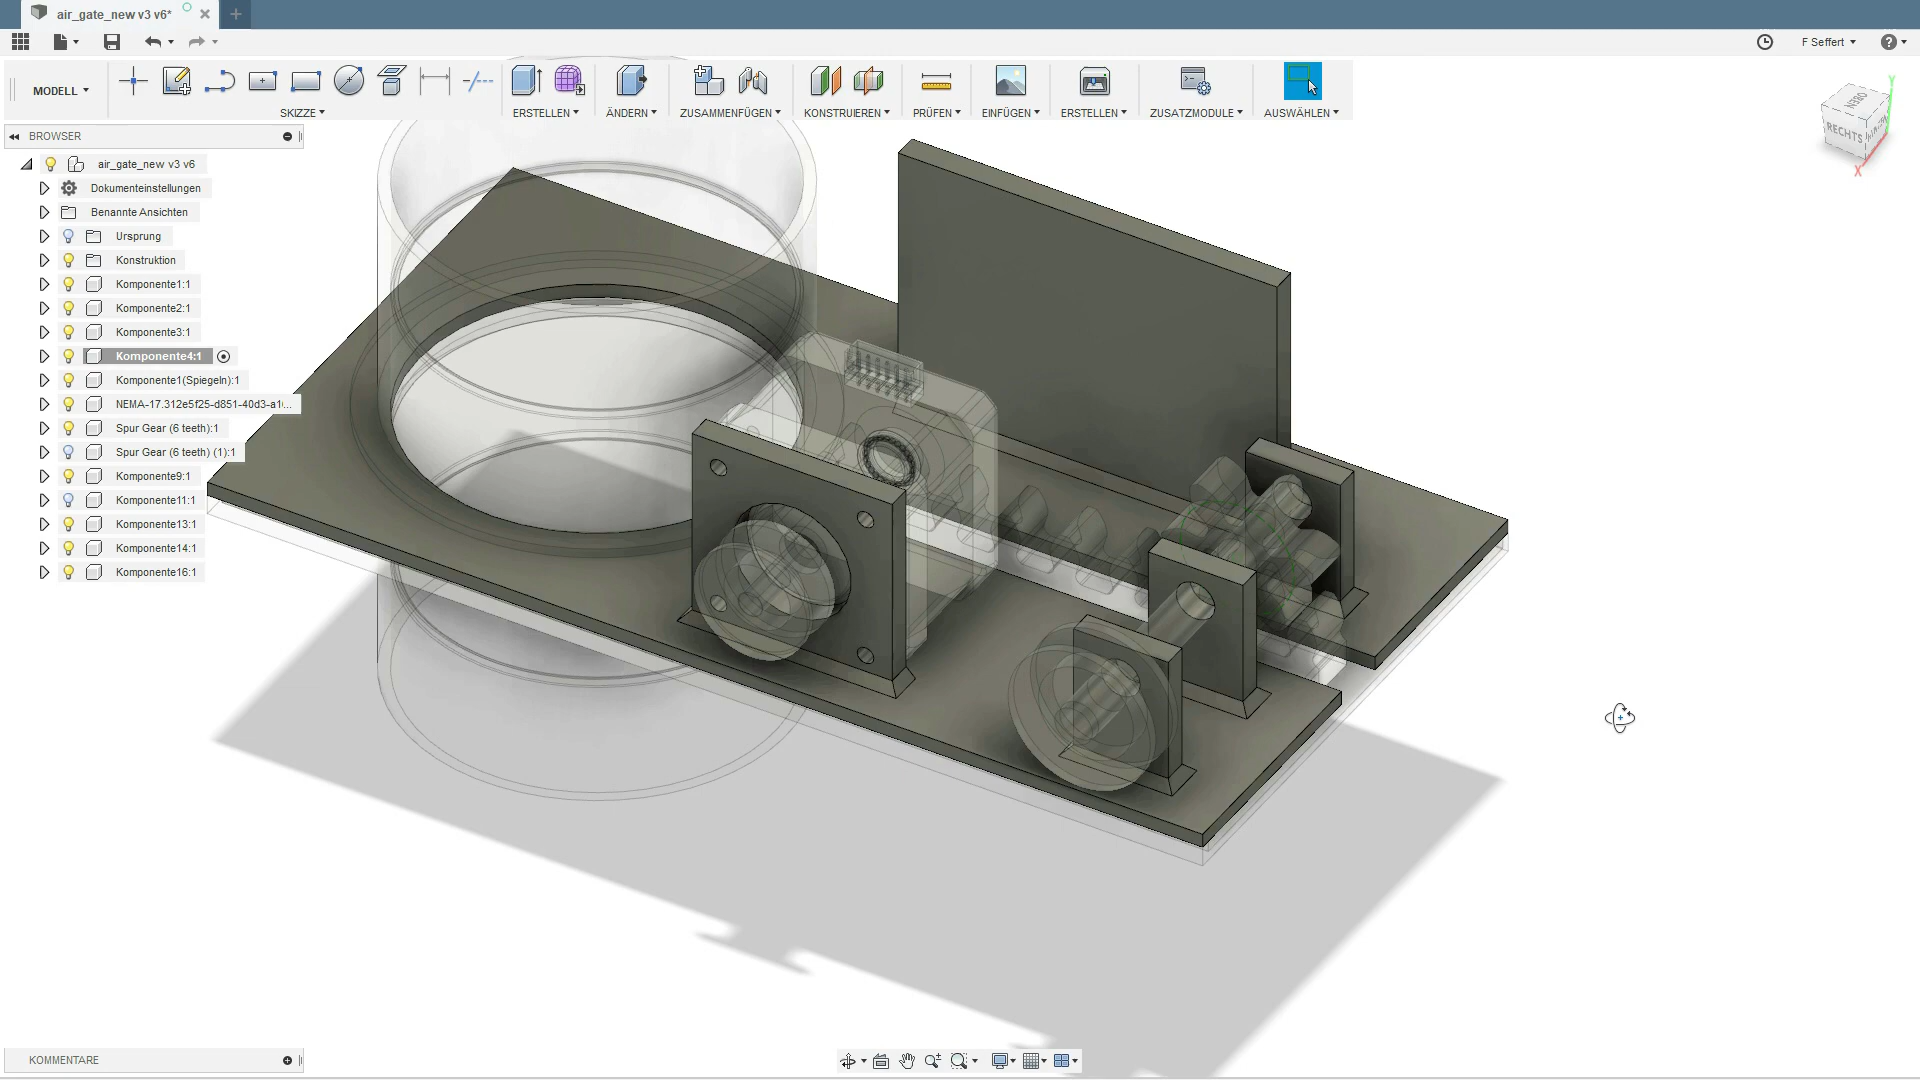 air_gate_new v3 v6*
F Seffert
MODELL
SKIZZE
ERSTELLEN
ÄNDERN
ZUSAMMENFÜGEN
KONSTRUIEREN
PRÜFEN
EINFÜGEN
ERSTELLEN
ZUSATZMODULE
AUSWÄHLEN
OBEN
RECHTS
HINTEN
Y
X
BROWSER
air_gate_new v3 v6
Dokumenteinstellungen
Benannte Ansichten
Ursprung
Konstruktion
Komponente1:1
Komponente2:1
Komponente3:1
Komponente4:1
Komponente1(Spiegeln):1
NEMA-17.312e5f25-d851-40d3-a1(...
Spur Gear (6 teeth):1
Spur Gear (6 teeth) (1):1
Komponente9:1
Komponente11:1
Komponente13:1
Komponente14:1
Komponente16:1
KOMMENTARE